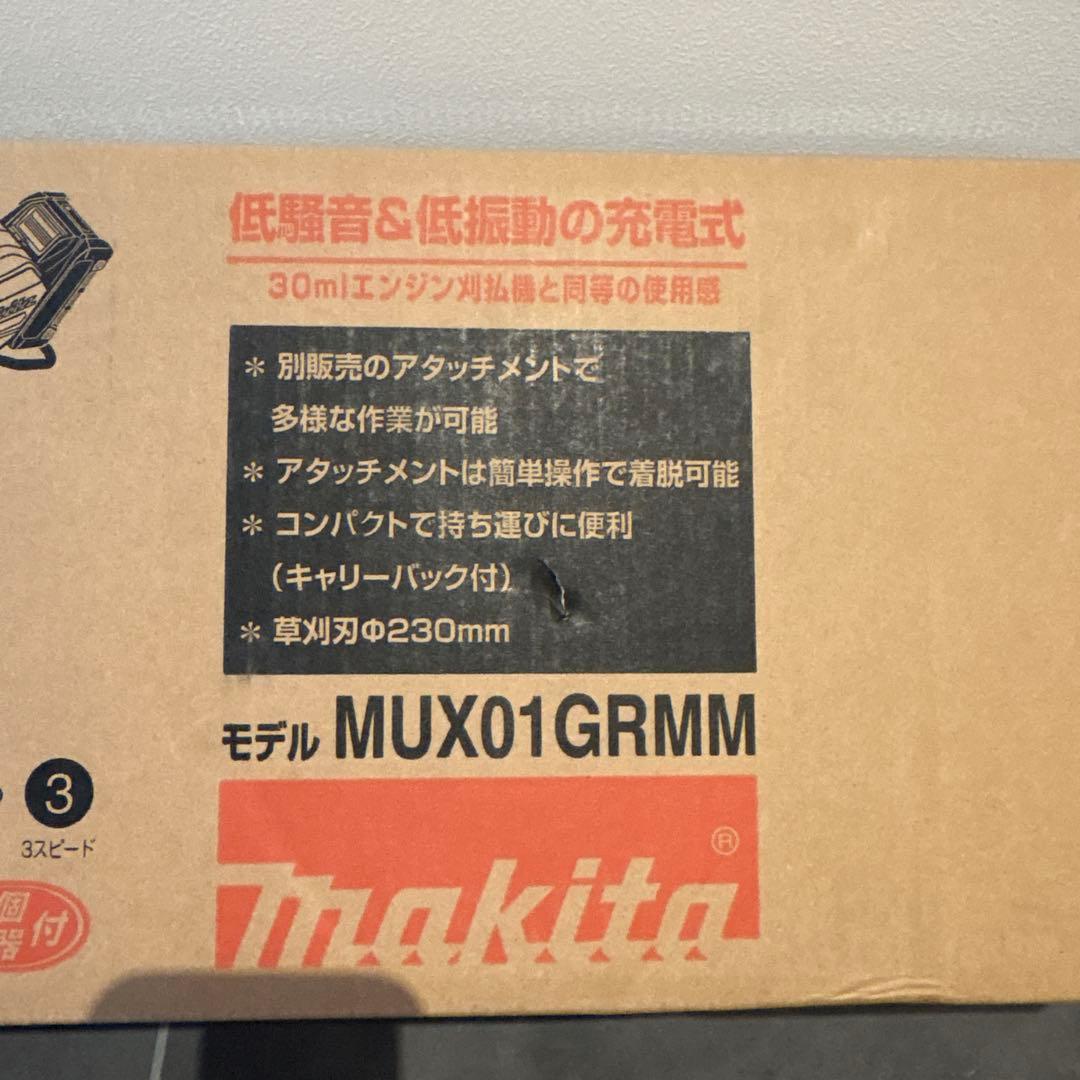 低騒音&低振動の充電式
30mlエンジン刈払機と同等の使用感
* 別販売のアタッチメントで
多様な作業が可能
* アタッチメントは簡単操作で着脱可能
* コンパクトで持ち運びに便利
(キャリーバック付)
* 草刈刃Φ230mm
モデル MUX01GRMM
3
3スピード
makita®
個
器 付